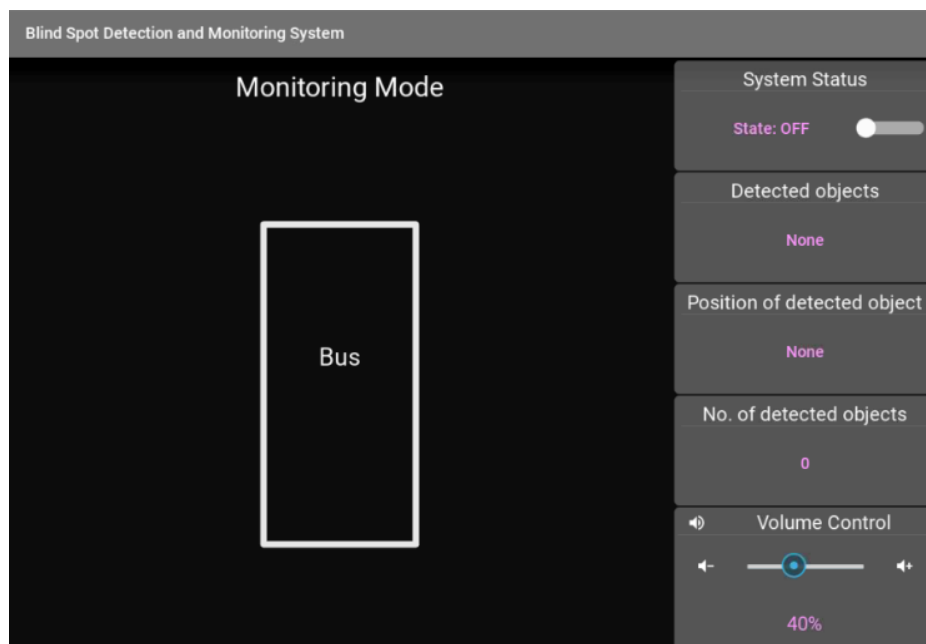 Blind Spot Detection and Monitoring System
Monitoring Mode
Bus
System Status
State: OFF
Detected objects
None
Position of detected object
None
No. of detected objects
0
Volume Control
40%